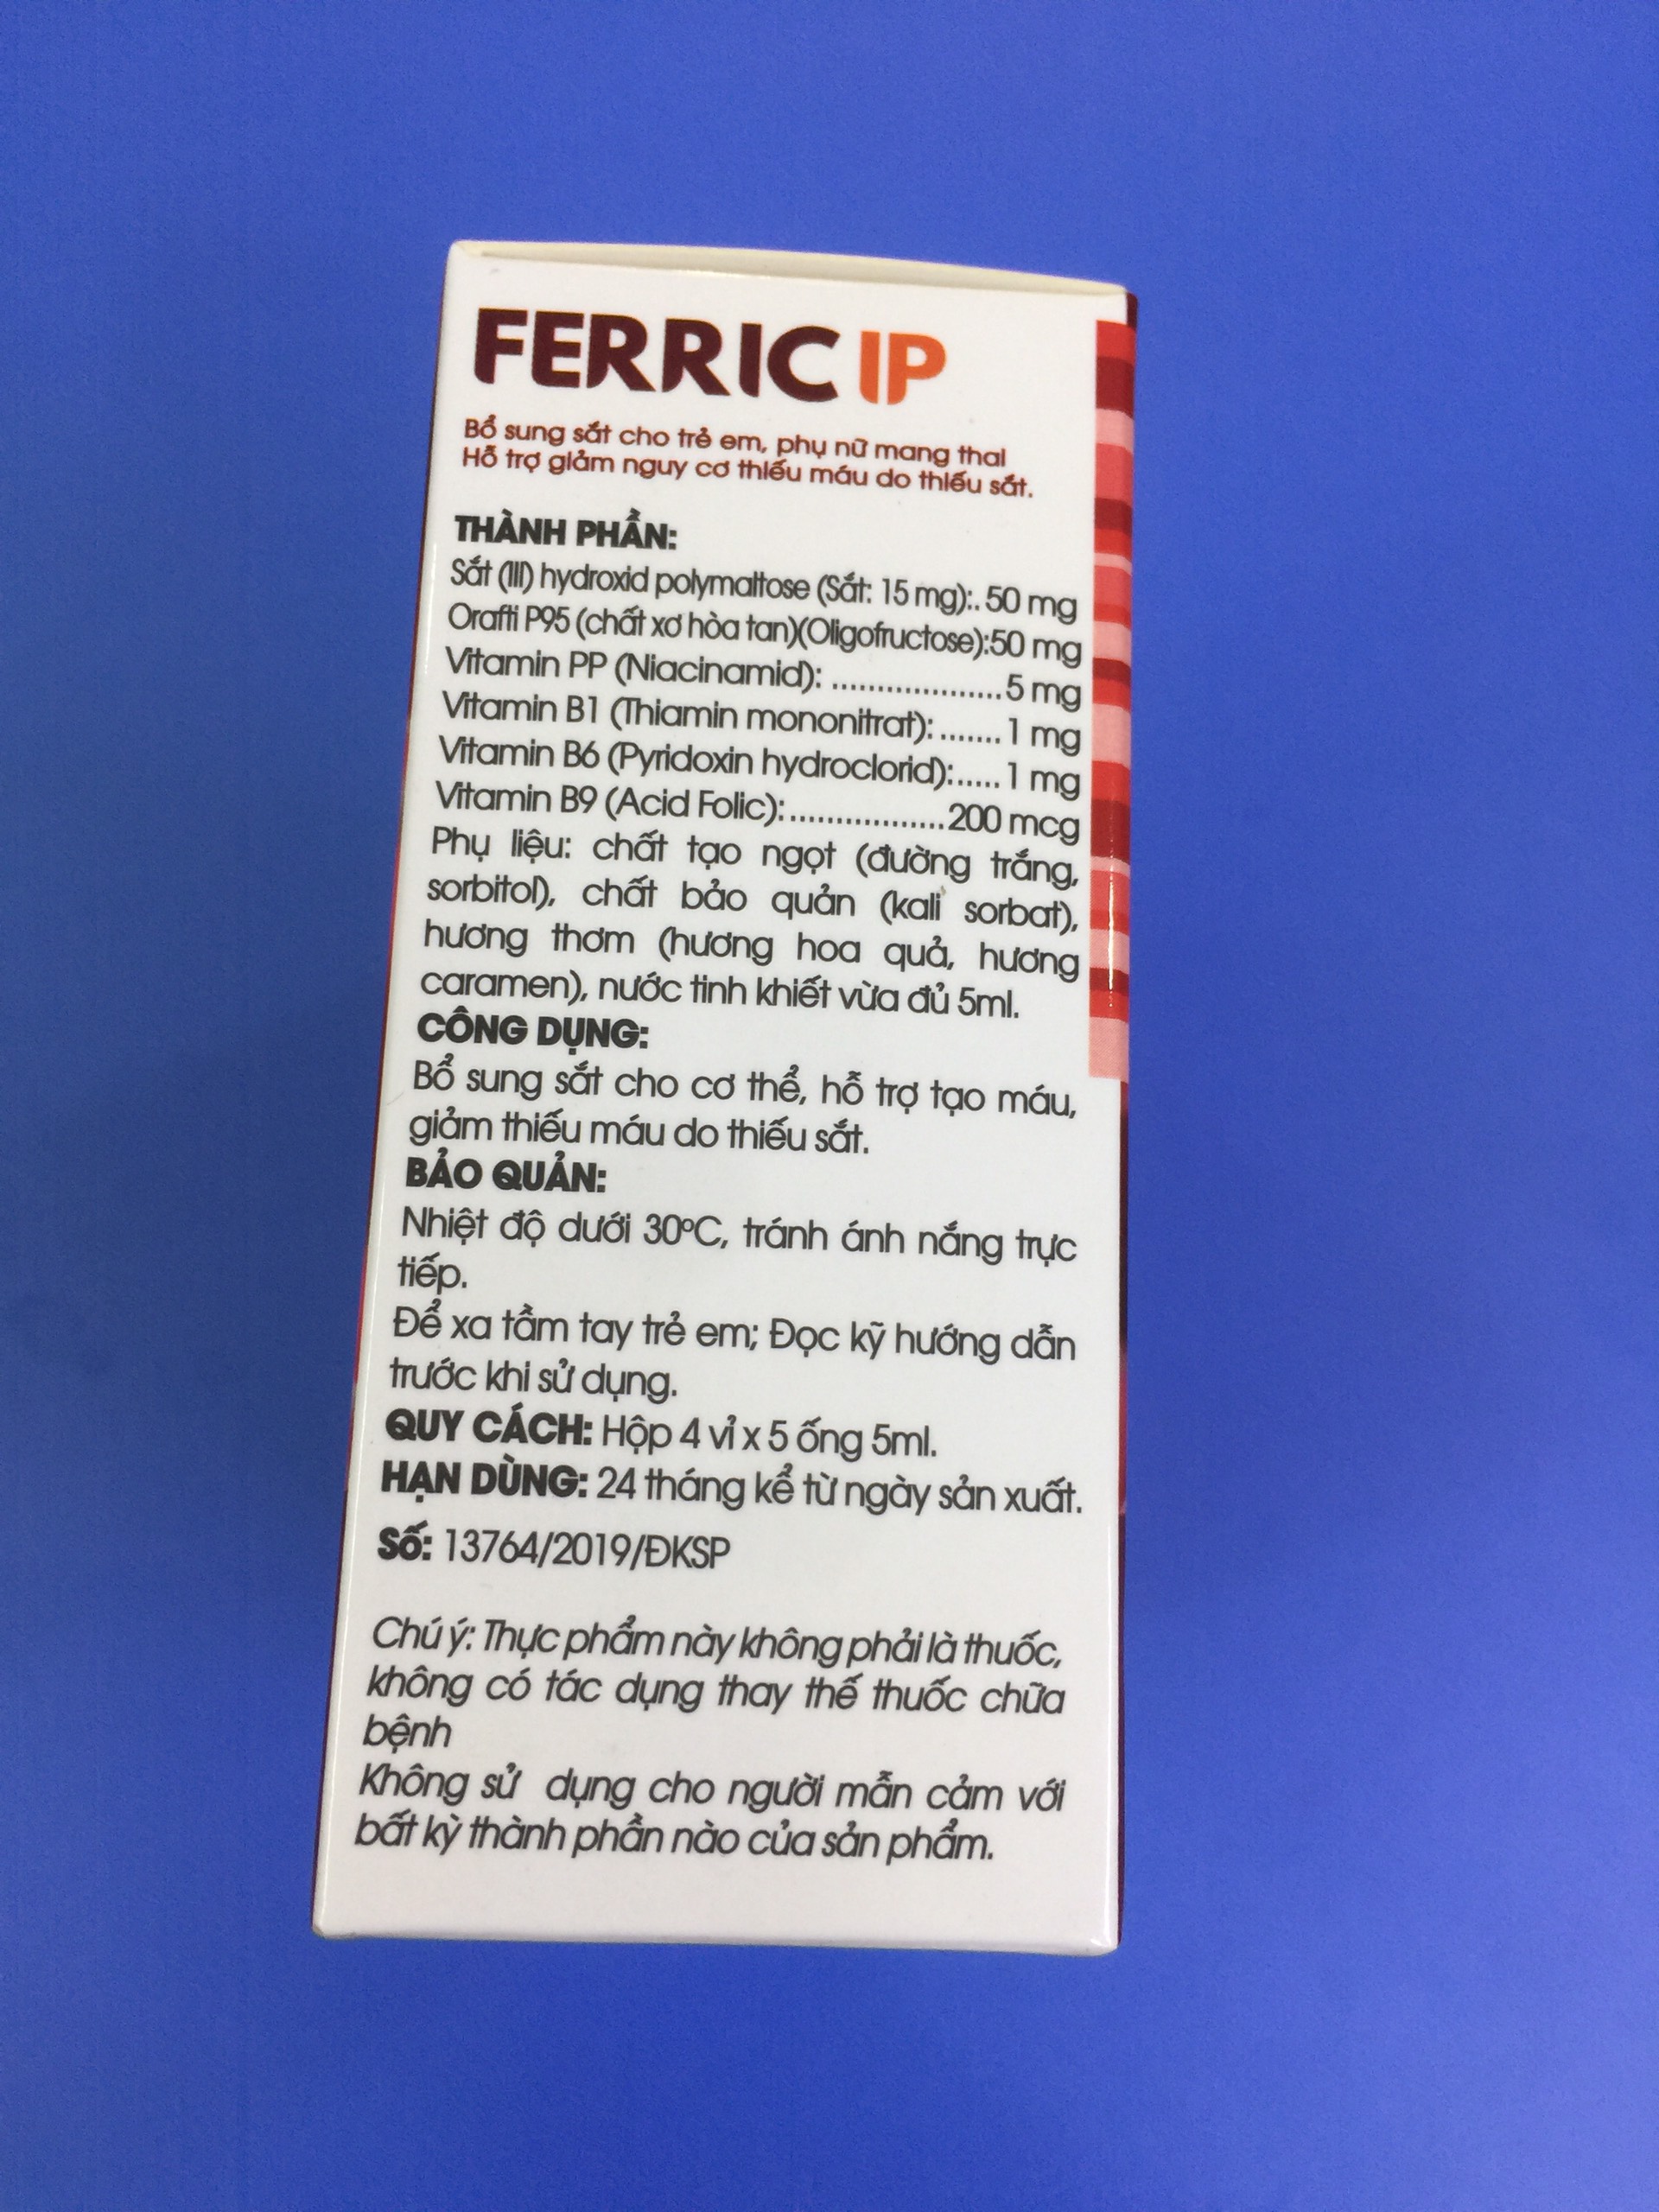 FERRIC IP
Bổ sung sắt cho trẻ em, phụ nữ mang thai
Hỗ trợ giảm nguy cơ thiếu máu do thiếu sắt.
THÀNH PHẦN:
Sắt (III) hydroxid polymaltose (Sắt: 15 mg):. 50 mg
Orafti P95 (chất xơ hòa tan)(Oligofructose):50 mg
Vitamin PP (Niacinamid): ...................5 mg
Vitamin B1 (Thiamin mononitrat):.......1 mg
Vitamin B6 (Pyridoxin hydroclorid):.....1 mg
Vitamin B9 (Acid Folic):.................200 mcg
Phụ liệu: chất tạo ngọt (đường trắng,
sorbitol), chất bảo quản (kali sorbat),
hương thơm (hương hoa quả, hương
caramen), nước tinh khiết vừa đủ 5ml.
CÔNG DỤNG:
Bổ sung sắt cho cơ thể, hỗ trợ tạo máu,
giảm thiếu máu do thiếu sắt.
BẢO QUẢN:
Nhiệt độ dưới 30ºC, tránh ánh nắng trực
tiếp.
Để xa tầm tay trẻ em; Đọc kỹ hướng dẫn
trước khi sử dụng.
QUY CÁCH: Hộp 4 vỉ x 5 ống 5ml.
HẠN DÙNG: 24 tháng kể từ ngày sản xuất.
Số: 13764/2019/ĐKSP
Chú ý: Thực phẩm này không phải là thuốc,
không có tác dụng thay thế thuốc chữa
bệnh
Không sử dụng cho người mẫn cảm với
bất kỳ thành phần nào của sản phẩm.